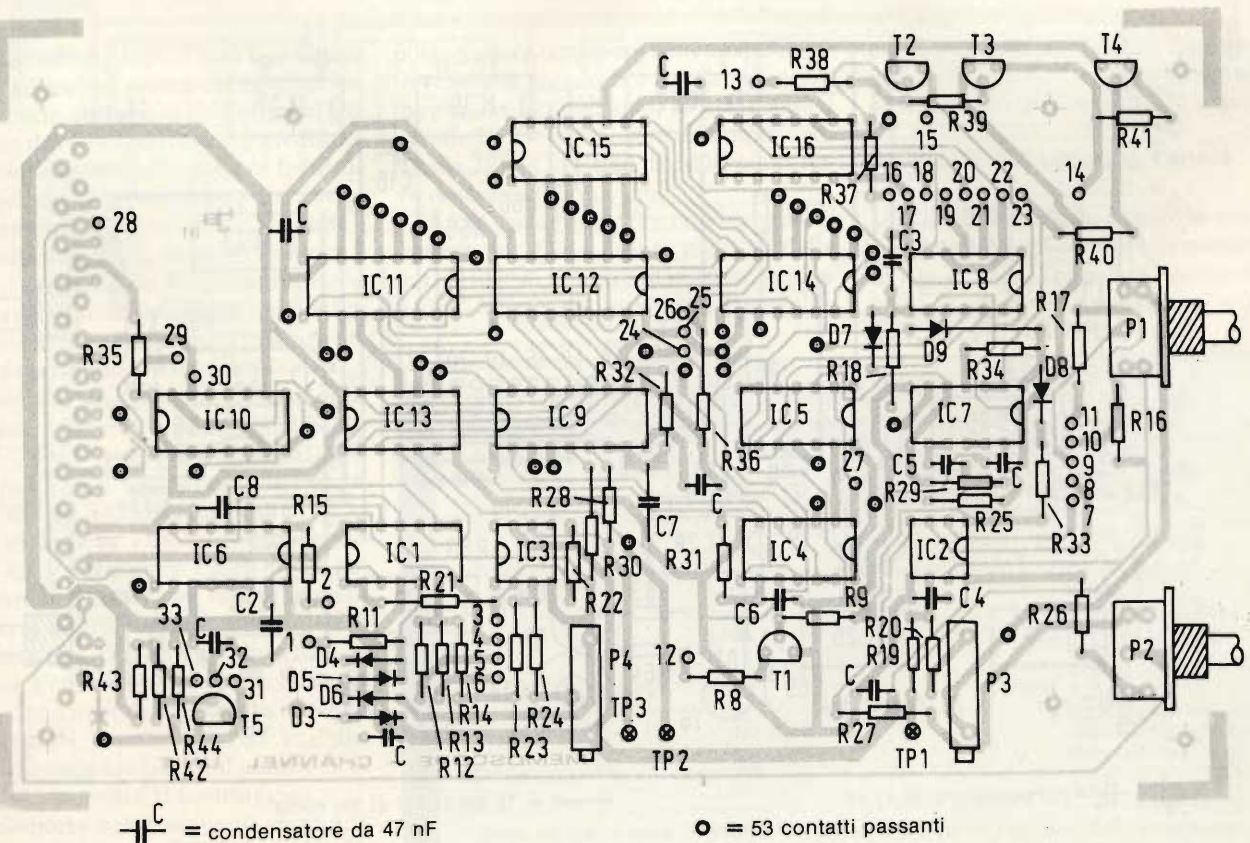 T2 T3 T4
C 13 R38
15 R39 R41
IC15 IC16
R37
16 18 20 22 14
17 19 21 23
28 C C3 R40
IC11 IC12 IC14 IC8
26 25 R17 P1
29 24 D7 D9
R35 30 R32 R18 R34 D8
IC10 IC13 IC9 IC5 IC7 11 R16
10
R36 C5 C 9
27 8
C8 R28 C R29 7
R15 C7 R25
IC6 IC1 IC3 R30 R31 IC4 IC2 R33
2 R21 R22
33 C2 R11 3 C6 R9 C4 R26
C 32 1 4 P4 R20 P2
D4 5 12 T1 R19
R43 31 D5 6 R8 C P3
D6 R14 TP3
T5 D3 R13 R24 R27
R44 C R12 R23 TP2 TP1
R42
MEMOSCOPE 4 CHANNEL
C = condensatore da 47 nF
= 53 contatti passanti